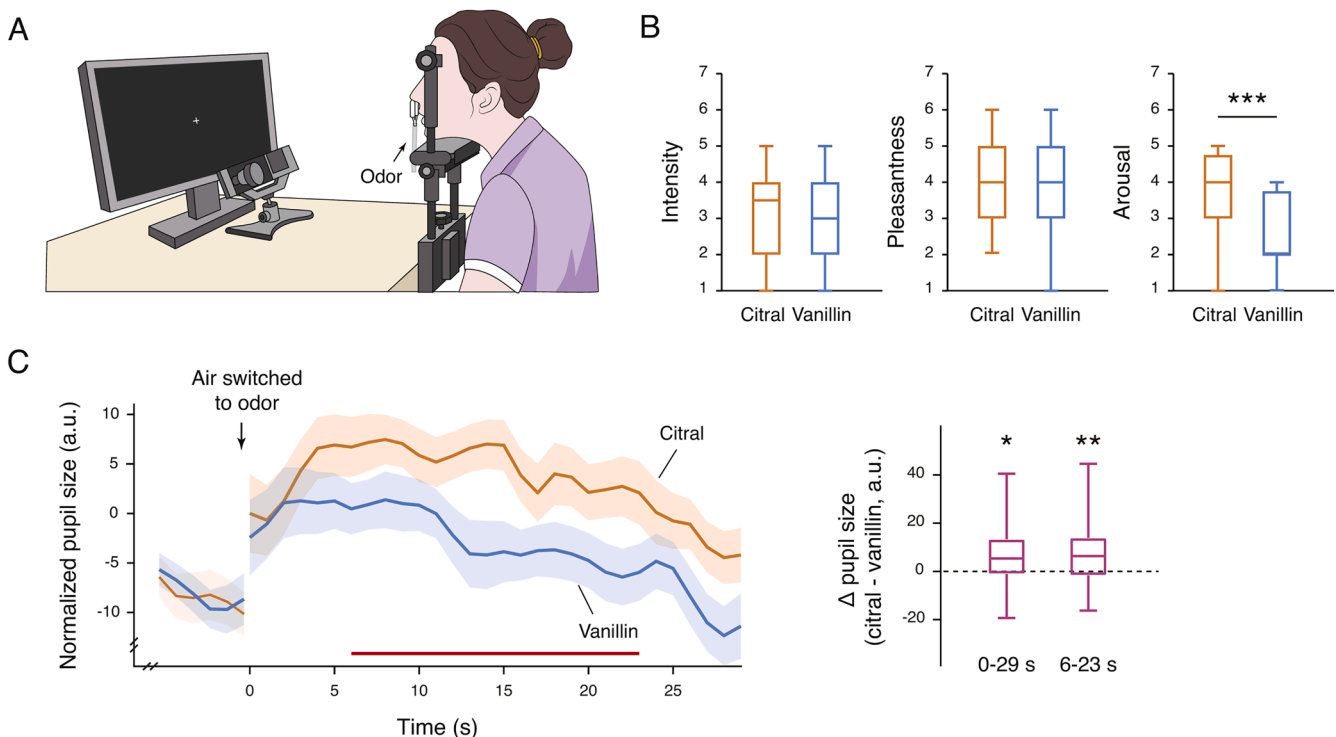 A
Odor
B
Intensity
7
6
5
4
3
2
1
Citral Vanillin
Pleasantness
7
6
5
4
3
2
1
Citral Vanillin
Arousal
7
6
5
4
3
2
1
***
Citral Vanillin
C
Air switched
to odor
Normalized pupil size (a.u.)
10
5
0
-5
-10
Citral
Vanillin
0
5
10
15
20
25
Time (s)
Δ pupil size
(citral - vanillin, a.u.)
40
20
0
-20
*
**
0-29 s
6-23 s